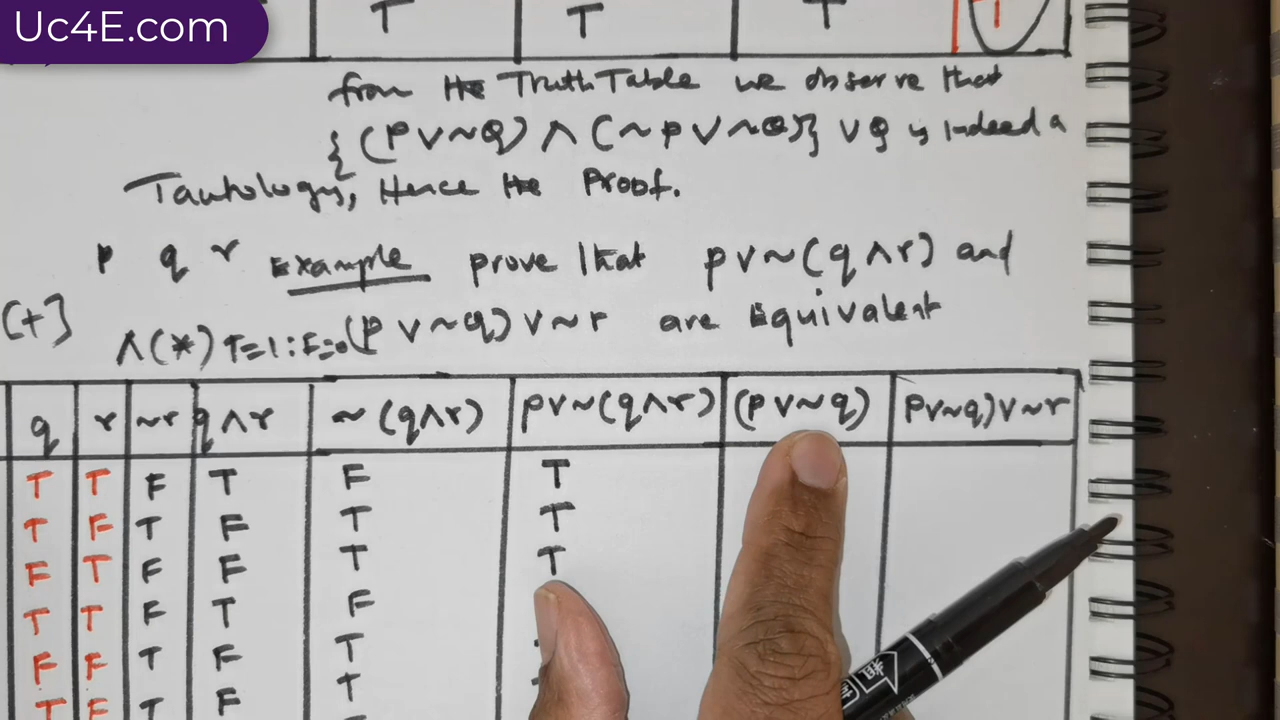 Uc4E.com
T T T T
from the Truth Table we observe that
{(P∨~Q) ∧ (~P∨~Q)} ∨ Q is Indeed a
Tautology, Hence the Proof.
P q r Example prove that p∨~(q∧r) and
(+]
∧(*) T=1:F=0 (P∨~q)∨~r are Equivalent
q r ~r q∧r ~(q∧r) p∨~(q∧r) (p∨~q) P∨~q)∨~r
T T F T F T
T F T F T T
F T F F T T
T T F T F
F F T F T
T F T F T